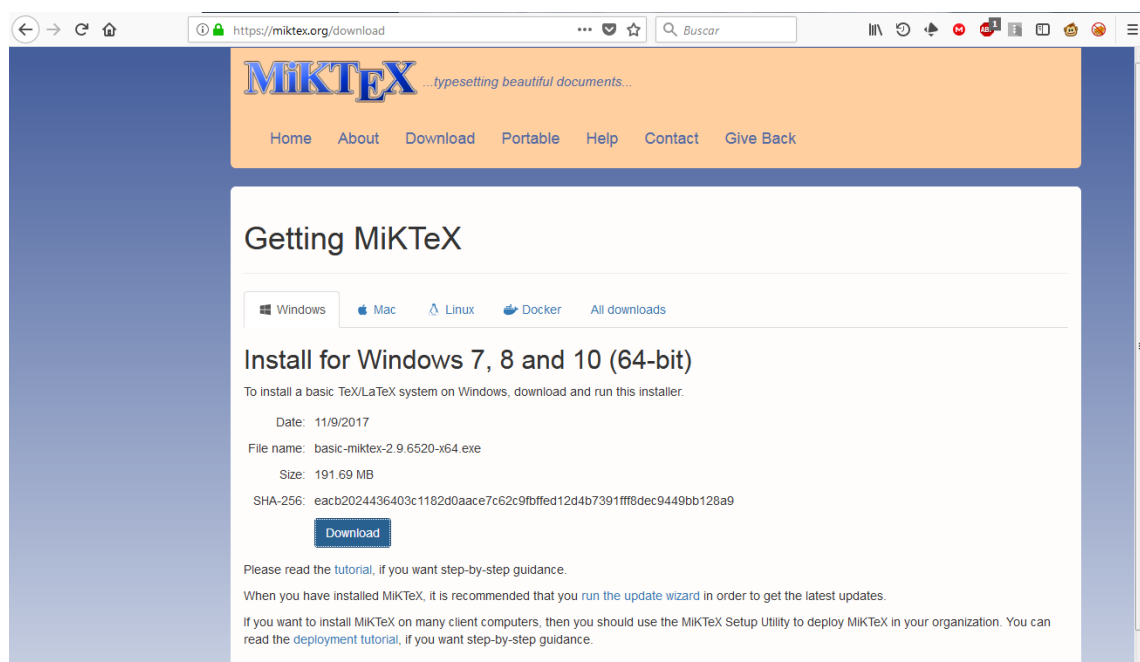 https://miktex.org/download
Buscar
MiKTeX ...typesetting beautiful documents...
Home About Download Portable Help Contact Give Back
Getting MiKTeX
Windows Mac Linux Docker All downloads
Install for Windows 7, 8 and 10 (64-bit)
To install a basic TeX/LaTeX system on Windows, download and run this installer.
Date: 11/9/2017
File name: basic-miktex-2.9.6520-x64.exe
Size: 191.69 MB
SHA-256: eacb2024436403c1182d0aace7c62c9fbffed12d4b7391fff8dec9449bb128a9
Download
Please read the tutorial, if you want step-by-step guidance.
When you have installed MiKTeX, it is recommended that you run the update wizard in order to get the latest updates.
If you want to install MiKTeX on many client computers, then you should use the MiKTeX Setup Utility to deploy MiKTeX in your organization. You can
read the deployment tutorial, if you want step-by-step guidance.